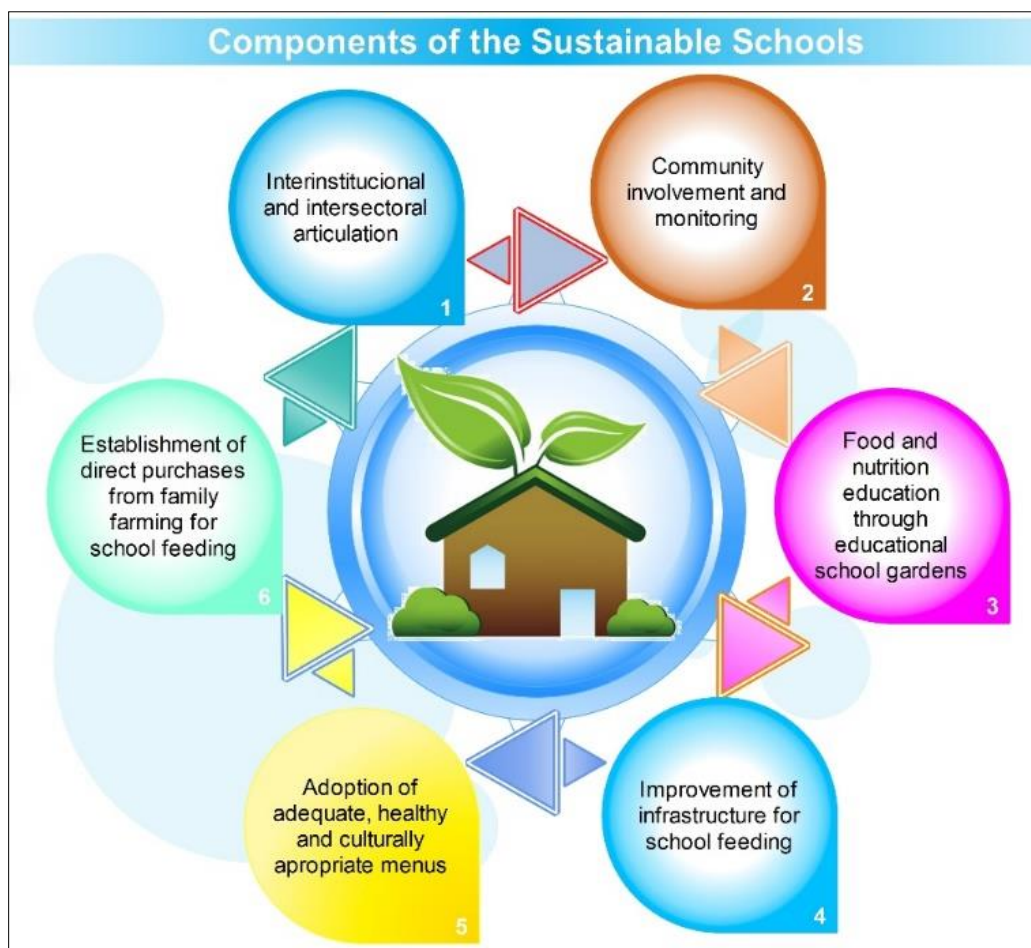 Components of the Sustainable Schools
Interinstitucional
and intersectoral
articulation
1
Community
involvement and
monitoring
2
Food and
nutrition
education
through
educational
school gardens
3
Improvement of
infrastructure for
school feeding
4
Adoption of
adequate, healthy
and culturally
apropriate menus
5
Establishment of
direct purchases
from family
farming for
school feeding
6